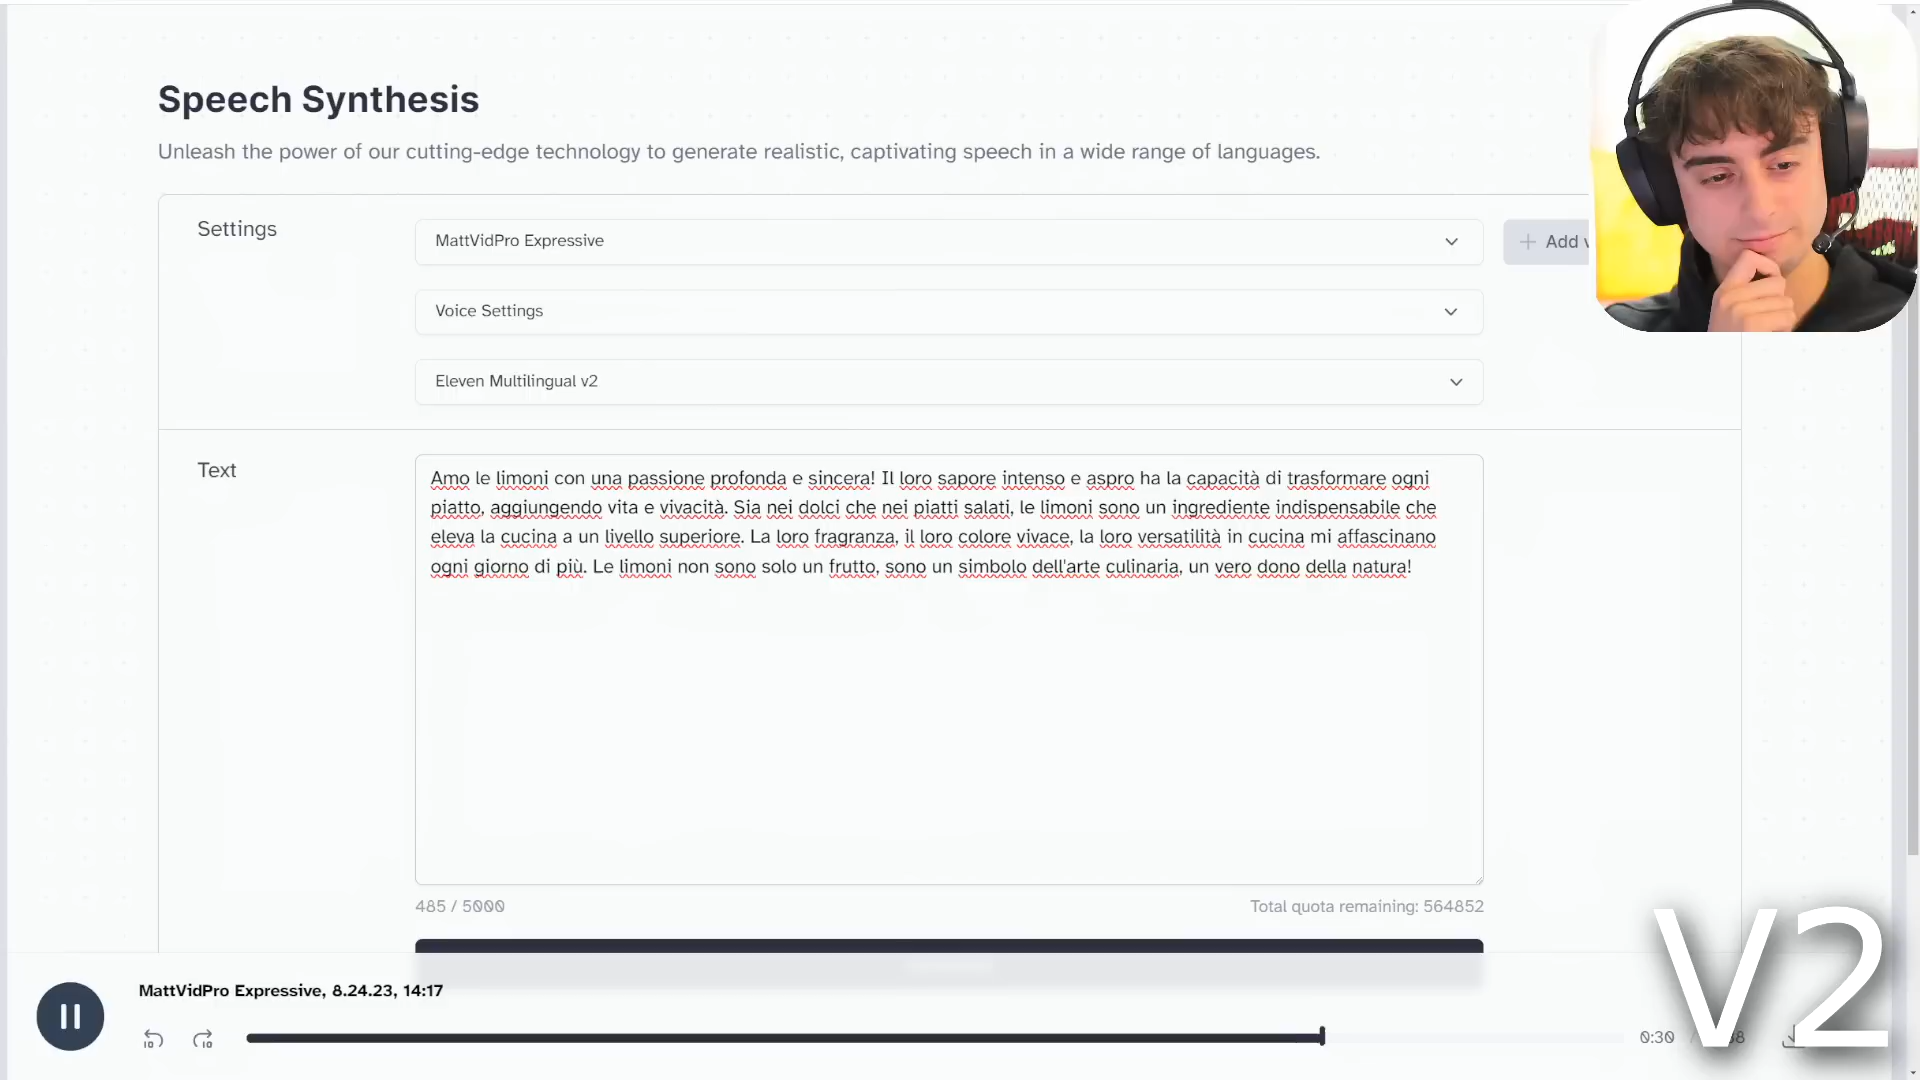 Speech Synthesis
Unleash the power of our cutting-edge technology to generate realistic, captivating speech in a wide range of languages.
Settings
MattVidPro Expressive
+ Add
Voice Settings
Eleven Multilingual v2
Text
Amo le limoni con una passione profonda e sincera! Il loro sapore intenso e aspro ha la capacità di trasformare ogni
piatto, aggiungendo vita e vivacità. Sia nei dolci che nei piatti salati, le limoni sono un ingrediente indispensabile che
eleva la cucina a un livello superiore. La loro fragranza, il loro colore vivace, la loro versatilità in cucina mi affascinano
ogni giorno di più. Le limoni non sono solo un frutto, sono un simbolo dell'arte culinaria, un vero dono della natura!
485 / 5000
Total quota remaining: 564852
MattVidPro Expressive, 8.24.23, 14:17
10
10
0:30
V2